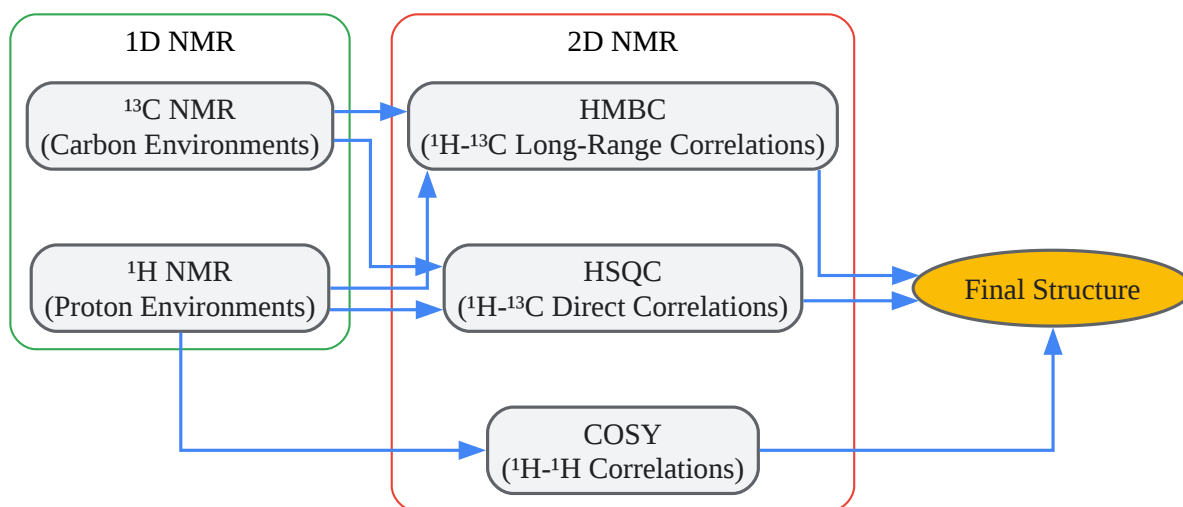 1D NMR
¹³C NMR
(Carbon Environments)
¹H NMR
(Proton Environments)
2D NMR
HMBC
(¹H-¹³C Long-Range Correlations)
HSQC
(¹H-¹³C Direct Correlations)
COSY
(¹H-¹H Correlations)
Final Structure